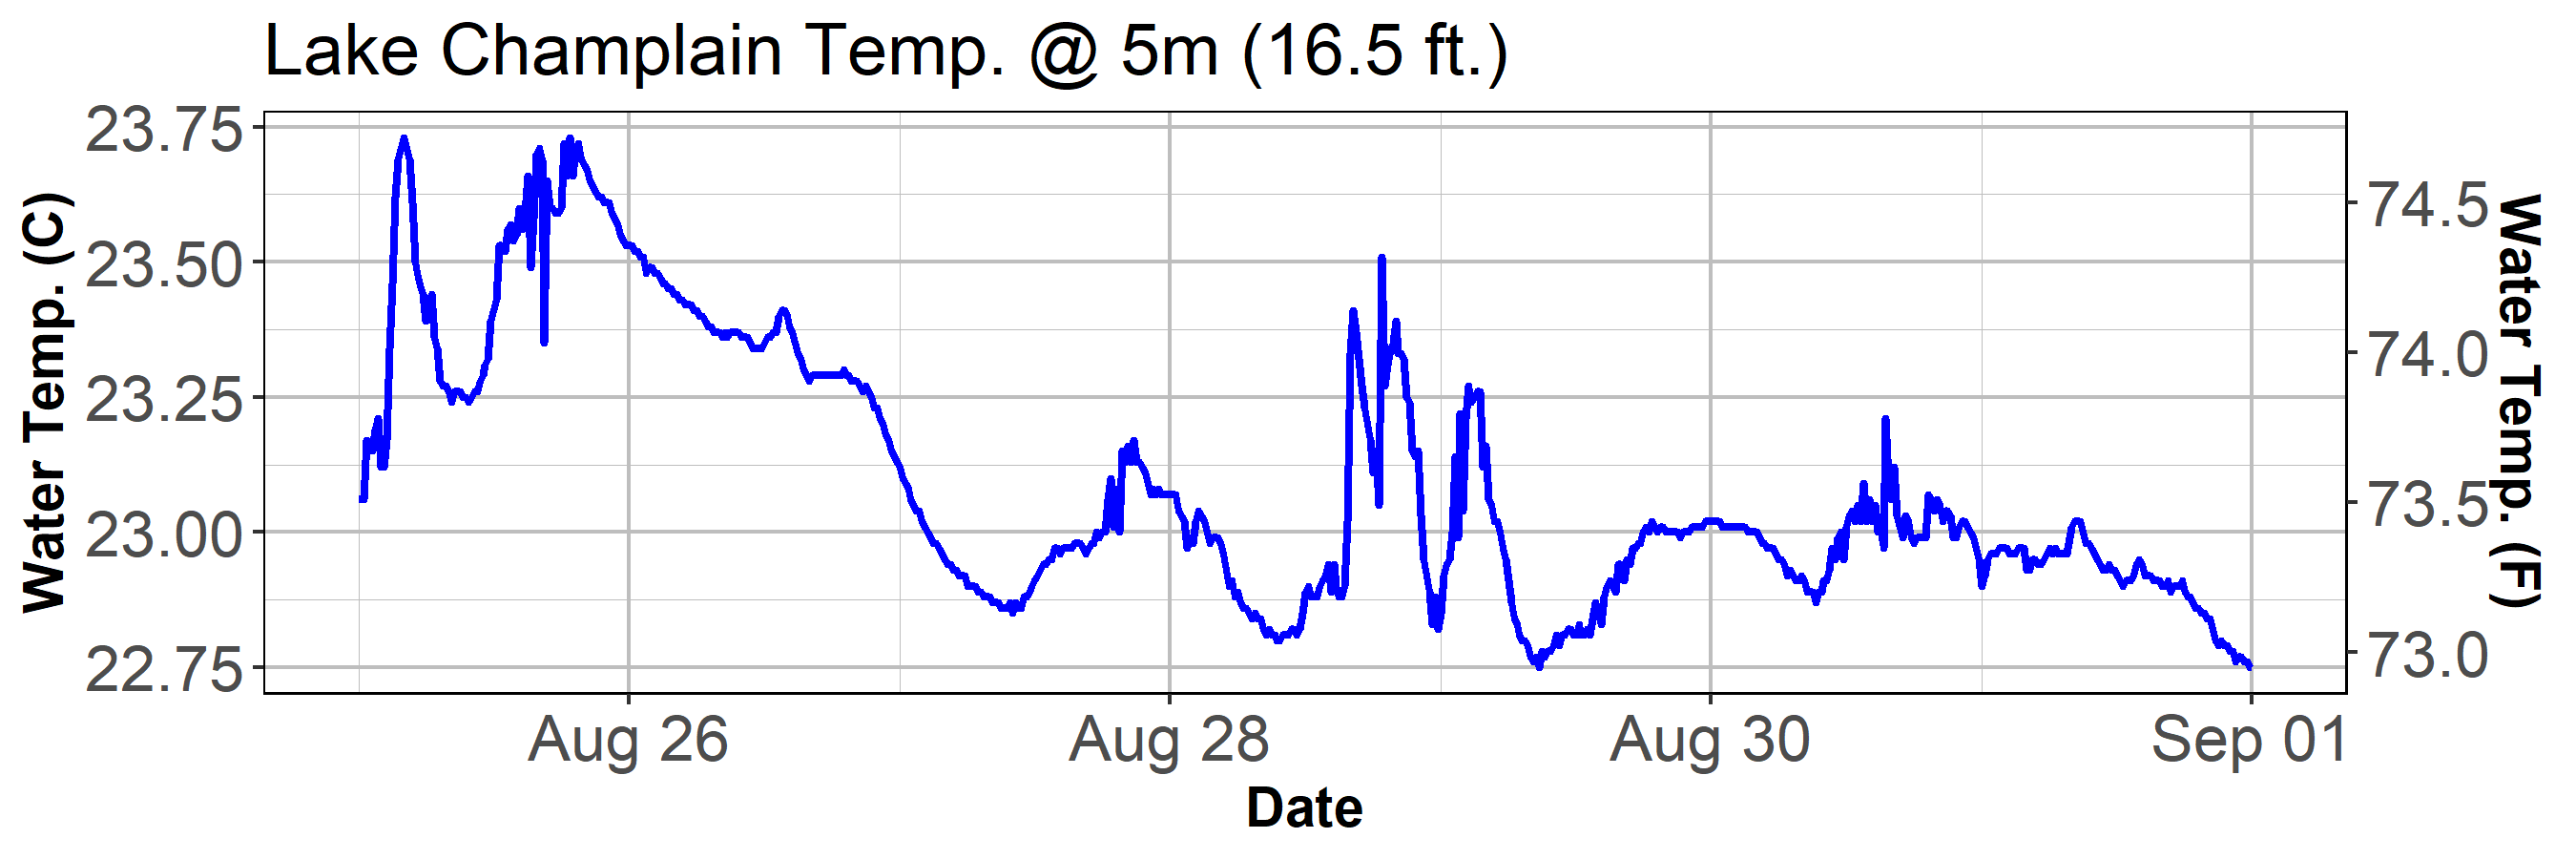 Lake Champlain Temp. @ 5m (16.5 ft.)
Water Temp. (C)
23.75
23.50
23.25
23.00
22.75
74.5
74.0
73.5
73.0
Water Temp. (F)
Aug 26 Aug 28 Aug 30 Sep 01
Date